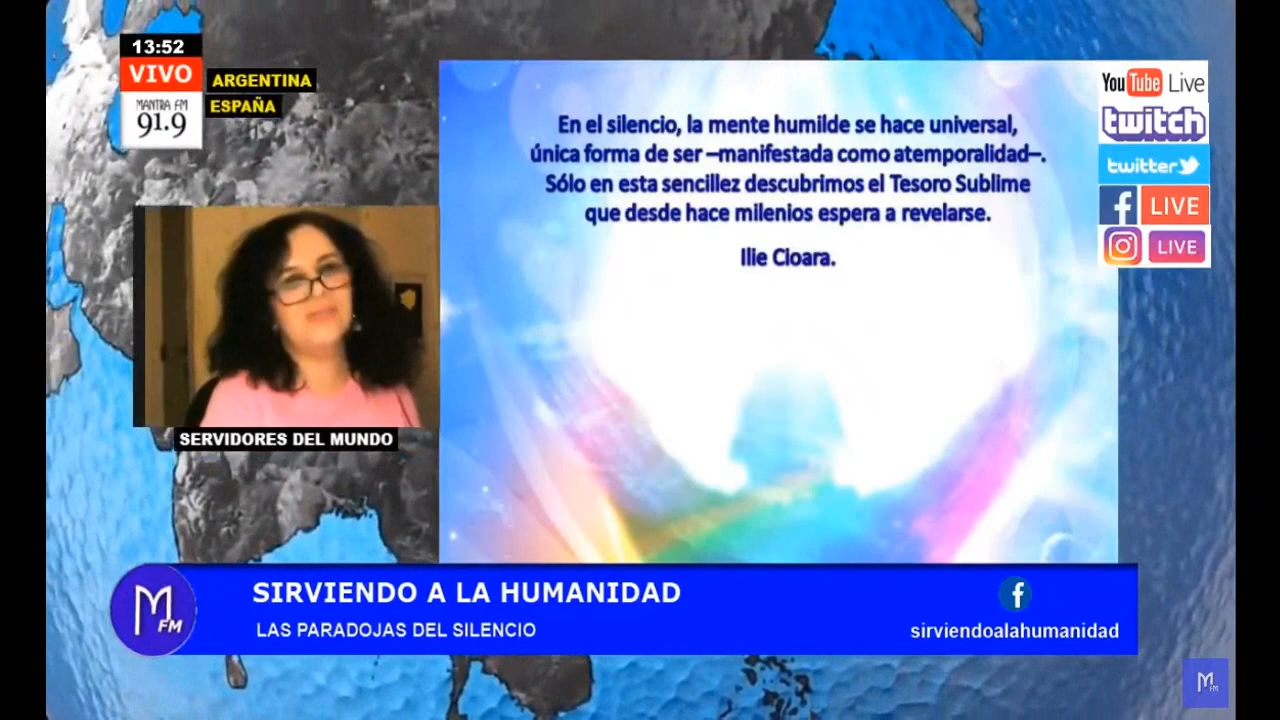 13:52
VIVO
MANTRA FM
91.9
ARGENTINA
ESPAÑA
En el silencio, la mente humilde se hace universal,
única forma de ser –manifestada como atemporalidad–.
Sólo en esta sencillez descubrimos el Tesoro Sublime
que desde hace milenios espera a revelarse.
Ilie Cioara.
YouTube Live
twitch
twitter
f LIVE
LIVE
SERVIDORES DEL MUNDO
M FM
SIRVIENDO A LA HUMANIDAD
LAS PARADOJAS DEL SILENCIO
f
sirviendoalahumanidad
M FM